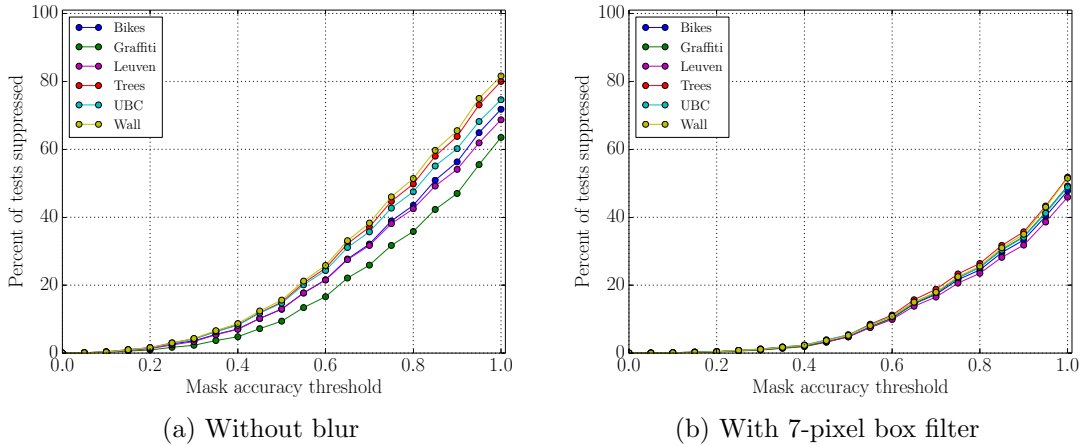 100
80
60
40
20
0
Percent of tests suppressed
Bikes
Graffiti
Leuven
Trees
UBC
Wall
0.0 0.2 0.4 0.6 0.8 1.0
Mask accuracy threshold
(a) Without blur
100
80
60
40
20
0
Percent of tests suppressed
Bikes
Graffiti
Leuven
Trees
UBC
Wall
0.0 0.2 0.4 0.6 0.8 1.0
Mask accuracy threshold
(b) With 7-pixel box filter